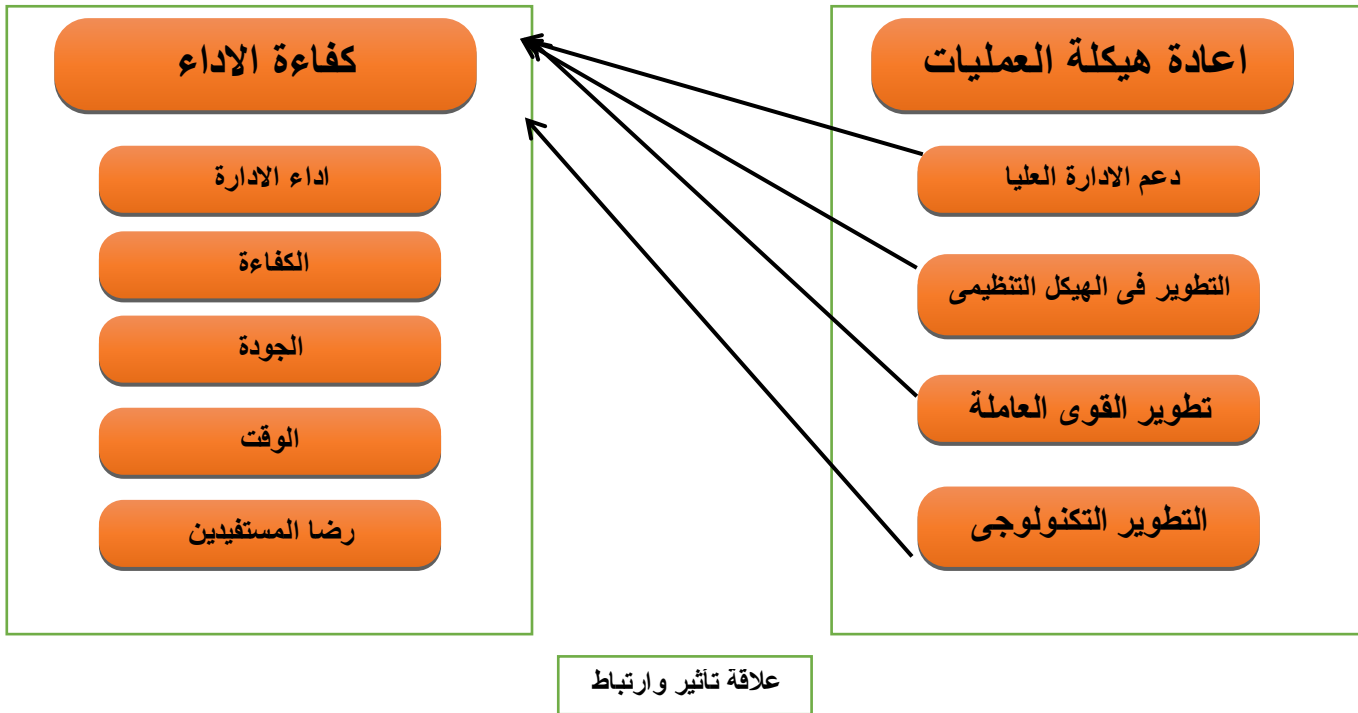 اعادة هيكلة العمليات
دعم الادارة العليا
التطوير فى الهيكل التنظيمى
تطوير القوى العاملة
التطوير التكنولوجى
كفاءة الاداء
اداء الادارة
الكفاءة
الجودة
الوقت
رضا المستفيدين
علاقة تأثير وارتباط